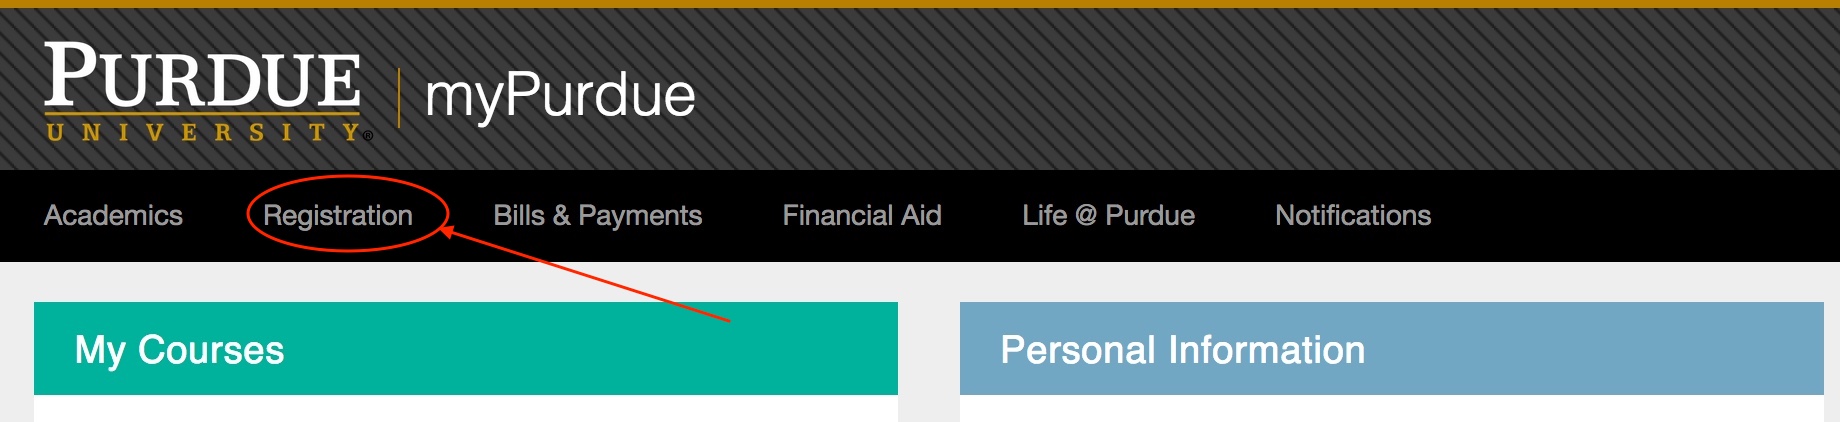 PURDUE
UNIVERSITY®
myPurdue
Academics Registration Bills & Payments Financial Aid Life @ Purdue Notifications
My Courses
Personal Information